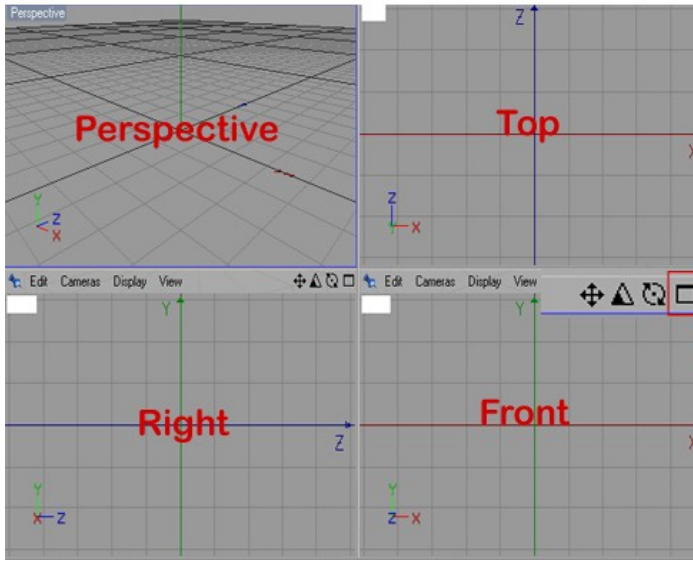 Perspective
Z
Perspective
Top
X
Y
Z
X
Z
Y
X
Edit Cameras Display View
Edit Cameras Display View
Y
Y
Right
Front
Z
X
Y
X
Z
Y
Z
X